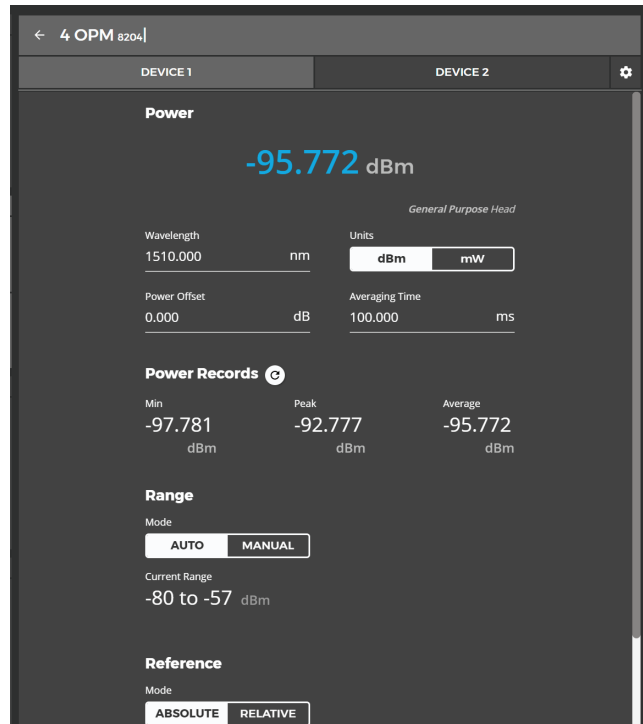 ← 4 OPM 8204
DEVICE 1 DEVICE 2
Power
-95.772 dBm
General Purpose Head
Wavelength Units
1510.000 nm dBm mW
Power Offset Averaging Time
0.000 dB 100.000 ms
Power Records
Min Peak Average
-97.781 -92.777 -95.772
dBm dBm dBm
Range
Mode
AUTO MANUAL
Current Range
-80 to -57 dBm
Reference
Mode
ABSOLUTE RELATIVE